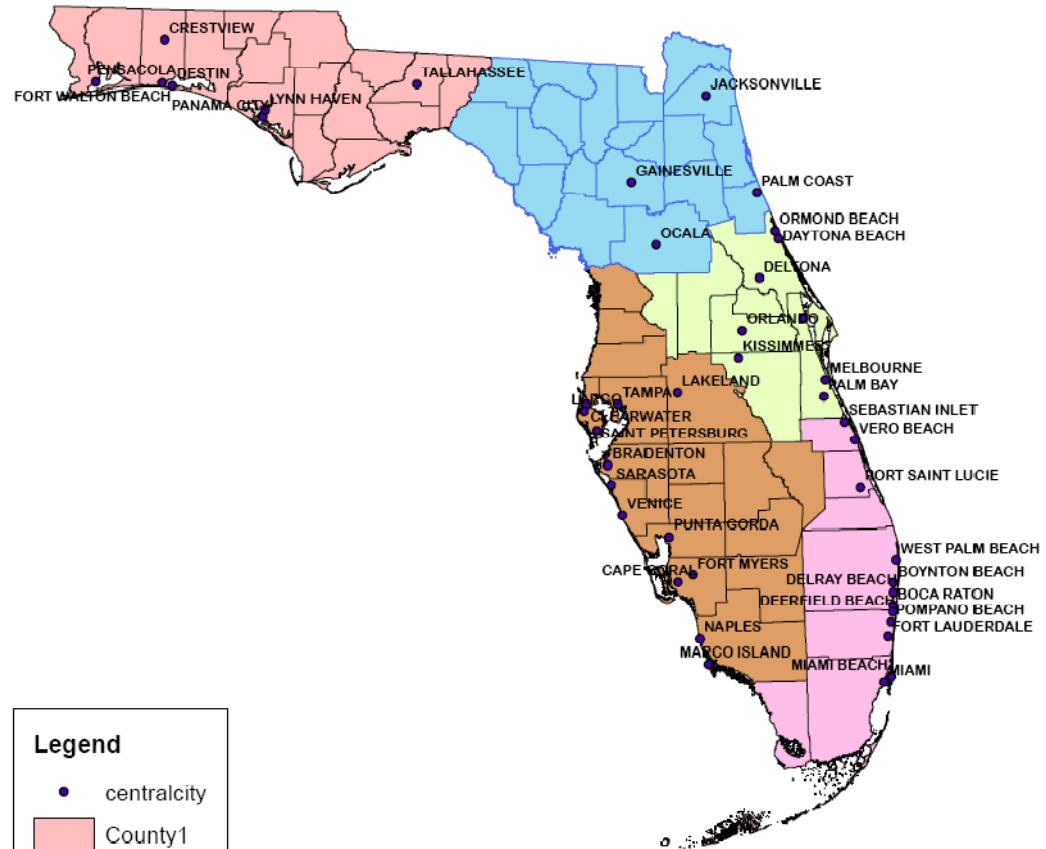 CRESTVIEW
PENSACOLA
DESTIN
TALLAHASSEE
FORT WALTON BEACH
LYNN HAVEN
PANAMA CITY
JACKSONVILLE
GAINESVILLE
PALM COAST
ORMOND BEACH
OCALA
DAYTONA BEACH
DELTONA
ORLANDO
KISSIMMEE
MELBOURNE
LAKELAND
PALM BAY
TAMPA
LARGO
SEBASTIAN INLET
CLEARWATER
VERO BEACH
SAINT PETERSBURG
BRADENTON
SARASOTA
PORT SAINT LUCIE
VENICE
PUNTA GORDA
WEST PALM BEACH
FORT MYERS
CAPE CORAL
BOYNTON BEACH
DELRAY BEACH
BOCA RATON
DEERFIELD BEACH
POMPANO BEACH
FORT LAUDERDALE
NAPLES
MARCO ISLAND
MIAMI BEACH
MIAMI
Legend
centralcity
County1